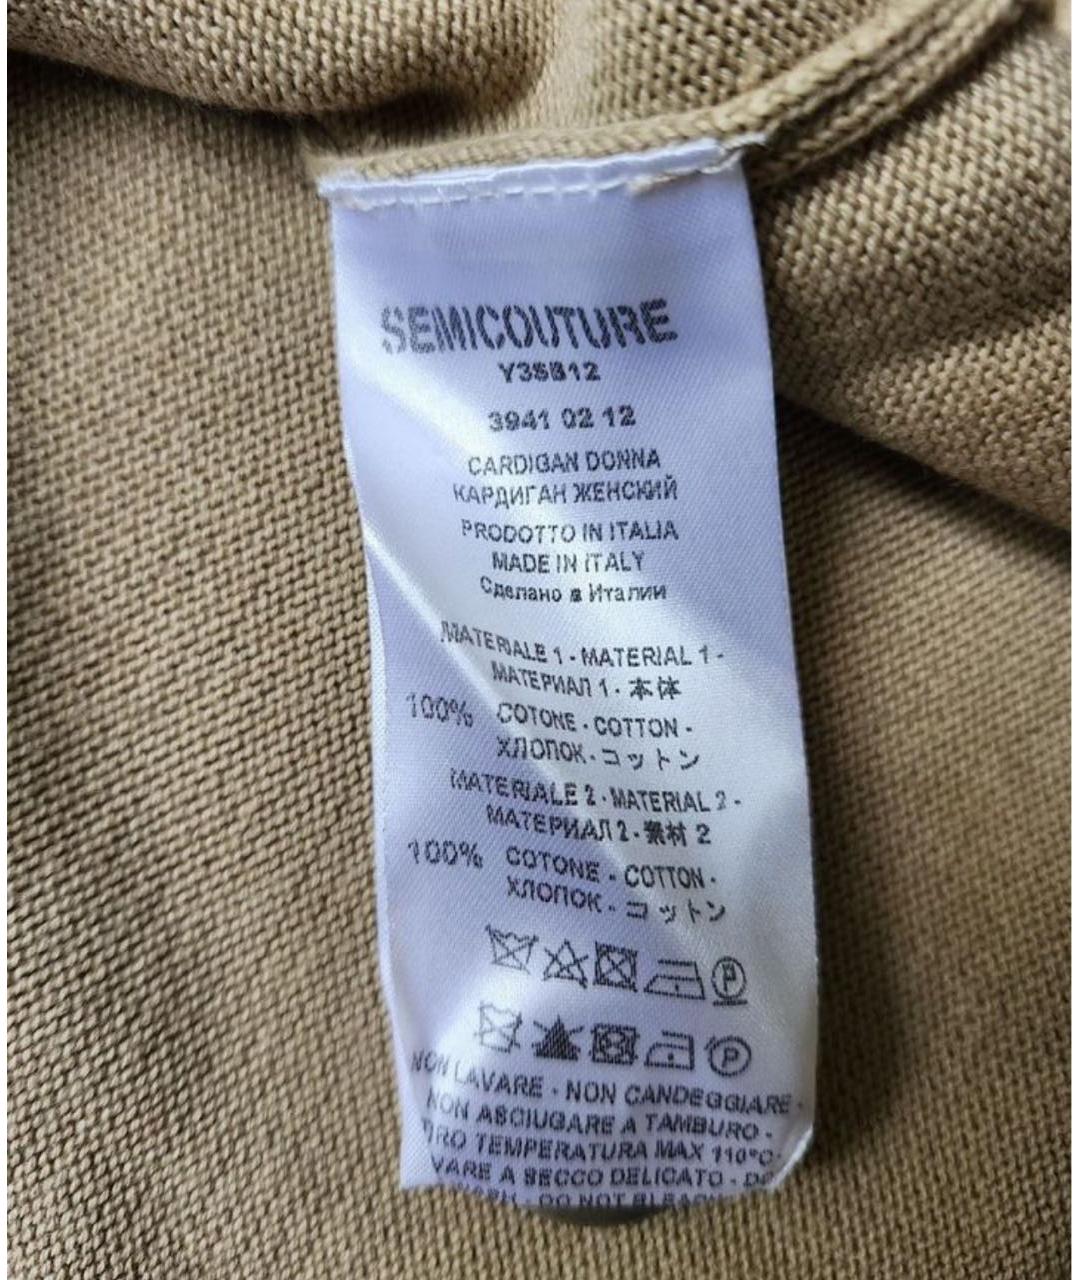 SEMICOUTURE
Y3SB12
3941 02 12
CARDIGAN DONNA
КАРДИГАН ЖЕНСКИЙ
PRODOTTO IN ITALIA
MADE IN ITALY
Сделано в Италии
MATERIALE 1 - MATERIAL 1 -
МАТЕРИАЛ 1 - 本体
100% COTONE - COTTON -
ХЛОПОК - コットン
MATERIALE 2 - MATERIAL 2 -
МАТЕРИАЛ 2 - 素材 2
100% COTONE - COTTON -
ХЛОПОК - コットン
P
P
NON LAVARE - NON CANDEGGIARE -
NON ASCIUGARE A TAMBURO -
TEMPERATURA MAX 110°C-
A SECCO DELICATO -
DO NOT BLEACH